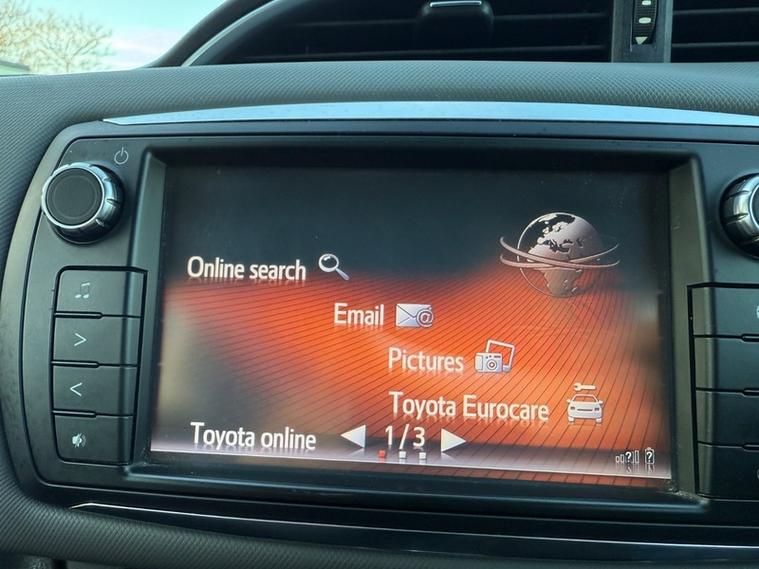 Online search
Email
Pictures
Toyota Eurocare
Toyota online 1/3